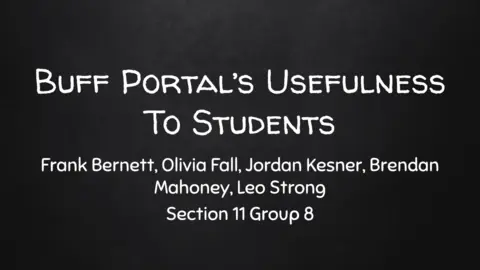 Buff Portal's Usefulness
To Students
Frank Bernett, Olivia Fall, Jordan Kesner, Brendan
Mahoney, Leo Strong
Section 11 Group 8